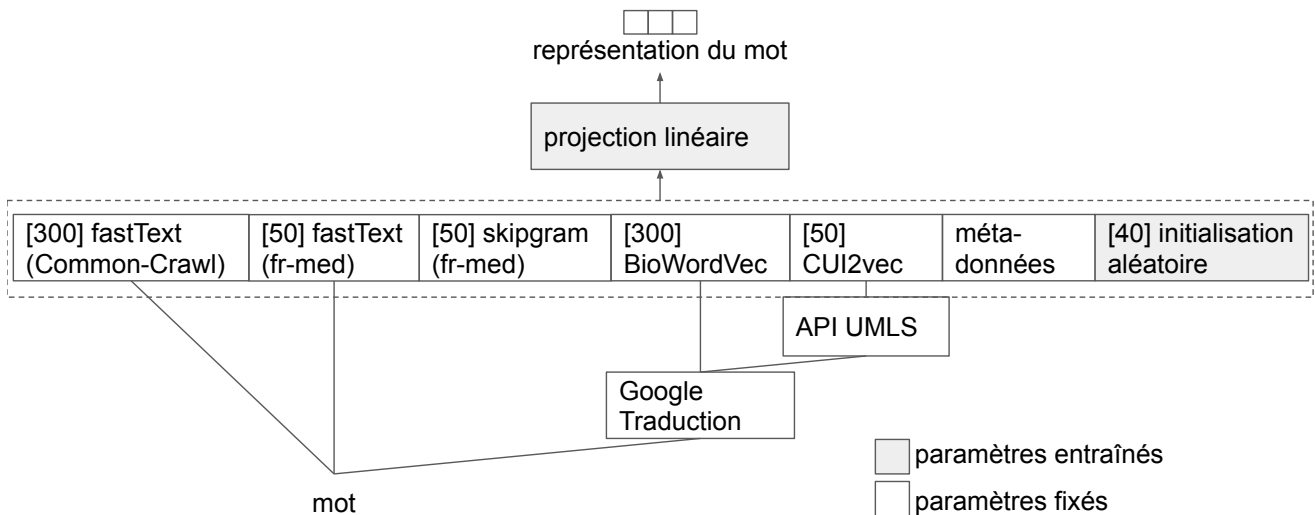 représentation du mot
projection linéaire
[300] fastText
(Common-Crawl)
[50] fastText
(fr-med)
[50] skipgram
(fr-med)
[300]
BioWordVec
[50]
CUI2vec
méta-
données
[40] initialisation
aléatoire
API UMLS
Google
Traduction
mot
paramètres entraînés
paramètres fixés